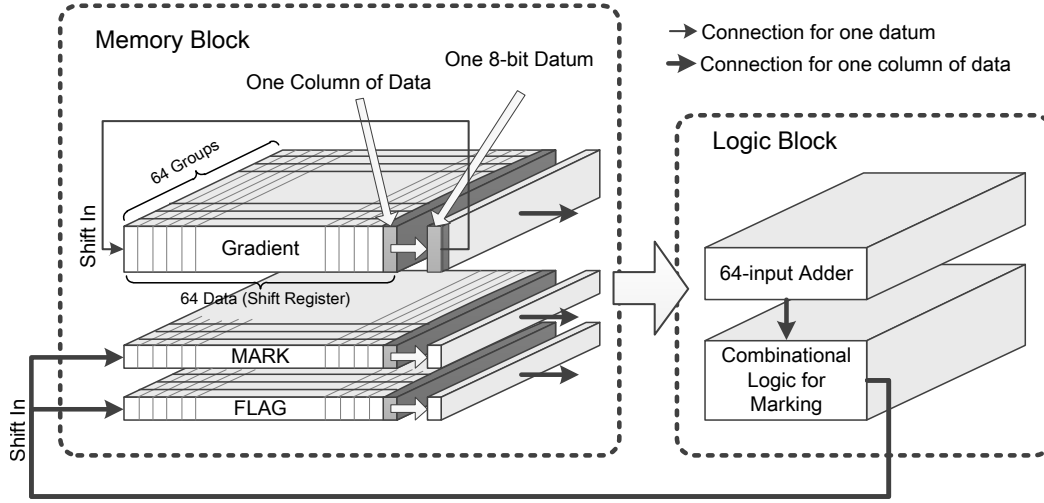 Memory Block
One 8-bit Datum
One Column of Data
Connection for one datum
Connection for one column of data
Logic Block
64 Groups
Shift In
Gradient
64 Data (Shift Register)
64-input Adder
MARK
FLAG
Combinational
Logic for
Marking
Shift In